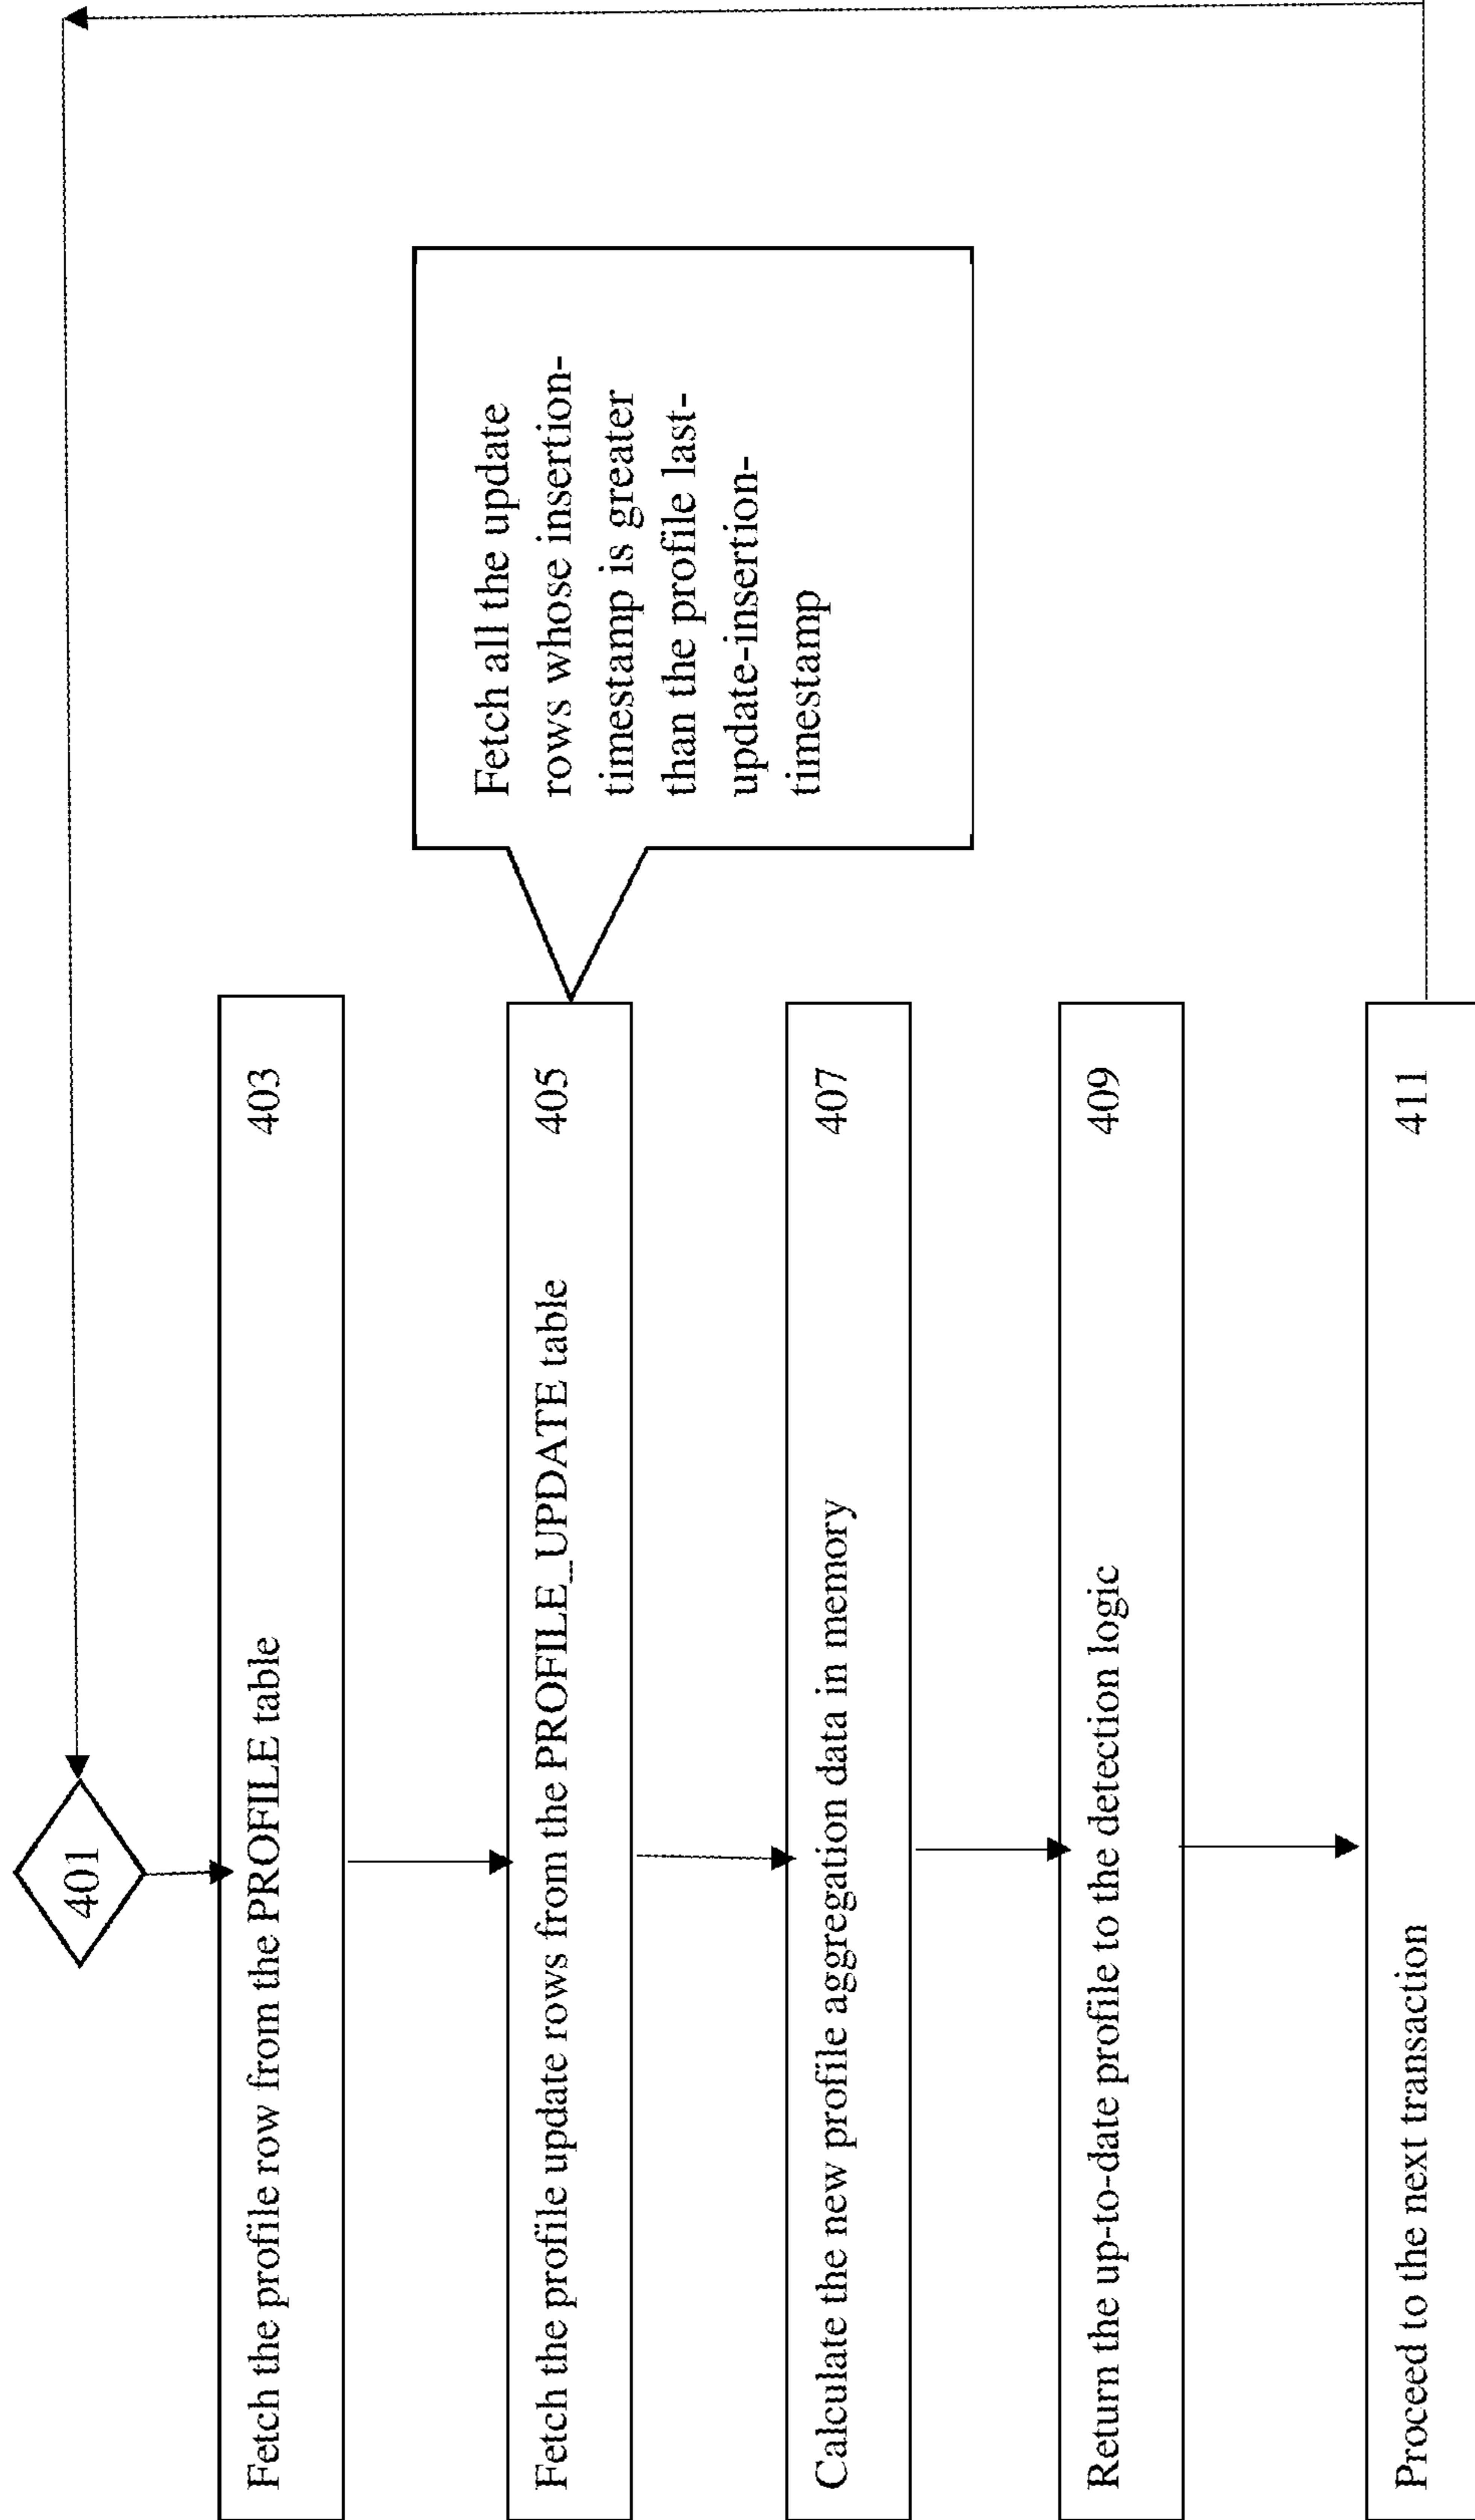 401
Fetch the profile row from the PROFILE table 403
Fetch the profile update rows from the PROFILE_UPDATE table 405
Fetch all the update
rows whose insertion-
timestamp is greater
than the profile last-
update-insertion-
timestamp
Calculate the new profile aggregation data in memory 407
Return the up-to-date profile to the detection logic 409
Proceed to the next transaction 411